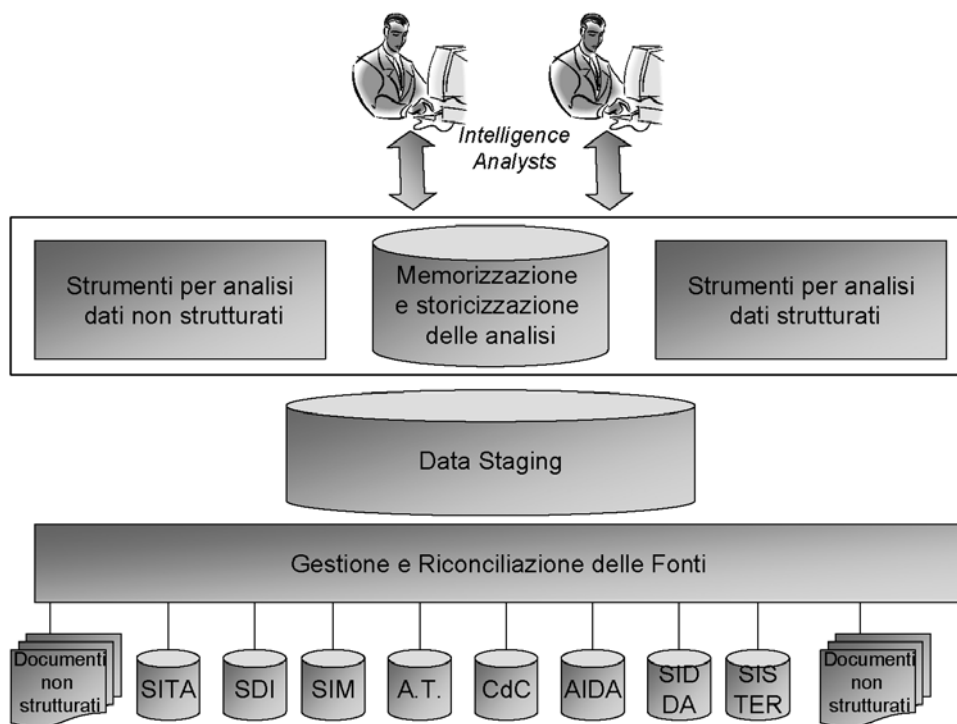 Intelligence
Analysts
Strumenti per analisi
dati non strutturati
Memorizzazione
e storicizzazione
delle analisi
Strumenti per analisi
dati strutturati
Data Staging
Gestione e Riconciliazione delle Fonti
Documenti
non
strutturati
SITA
SDI
SIM
A.T.
CdC
AIDA
SID
DA
SIS
TER
Documenti
non
strutturati